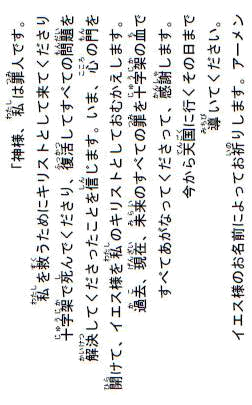 「神様、私は罪人です。
私を救うためにキリストとして来てくださり
十字架で死んでくださり、復活してすべての問題を
解決してくださったことを信じます。いま、心の門を
開けて、イエス様を私のキリストとしておむかえします。
過去、現在、未来のすべての罪を十字架の血で
すべてあがなってくださって、感謝します。
今から天国に行くその日まで
導いてください。
イエス様のお名前によってお祈りします。アーメン